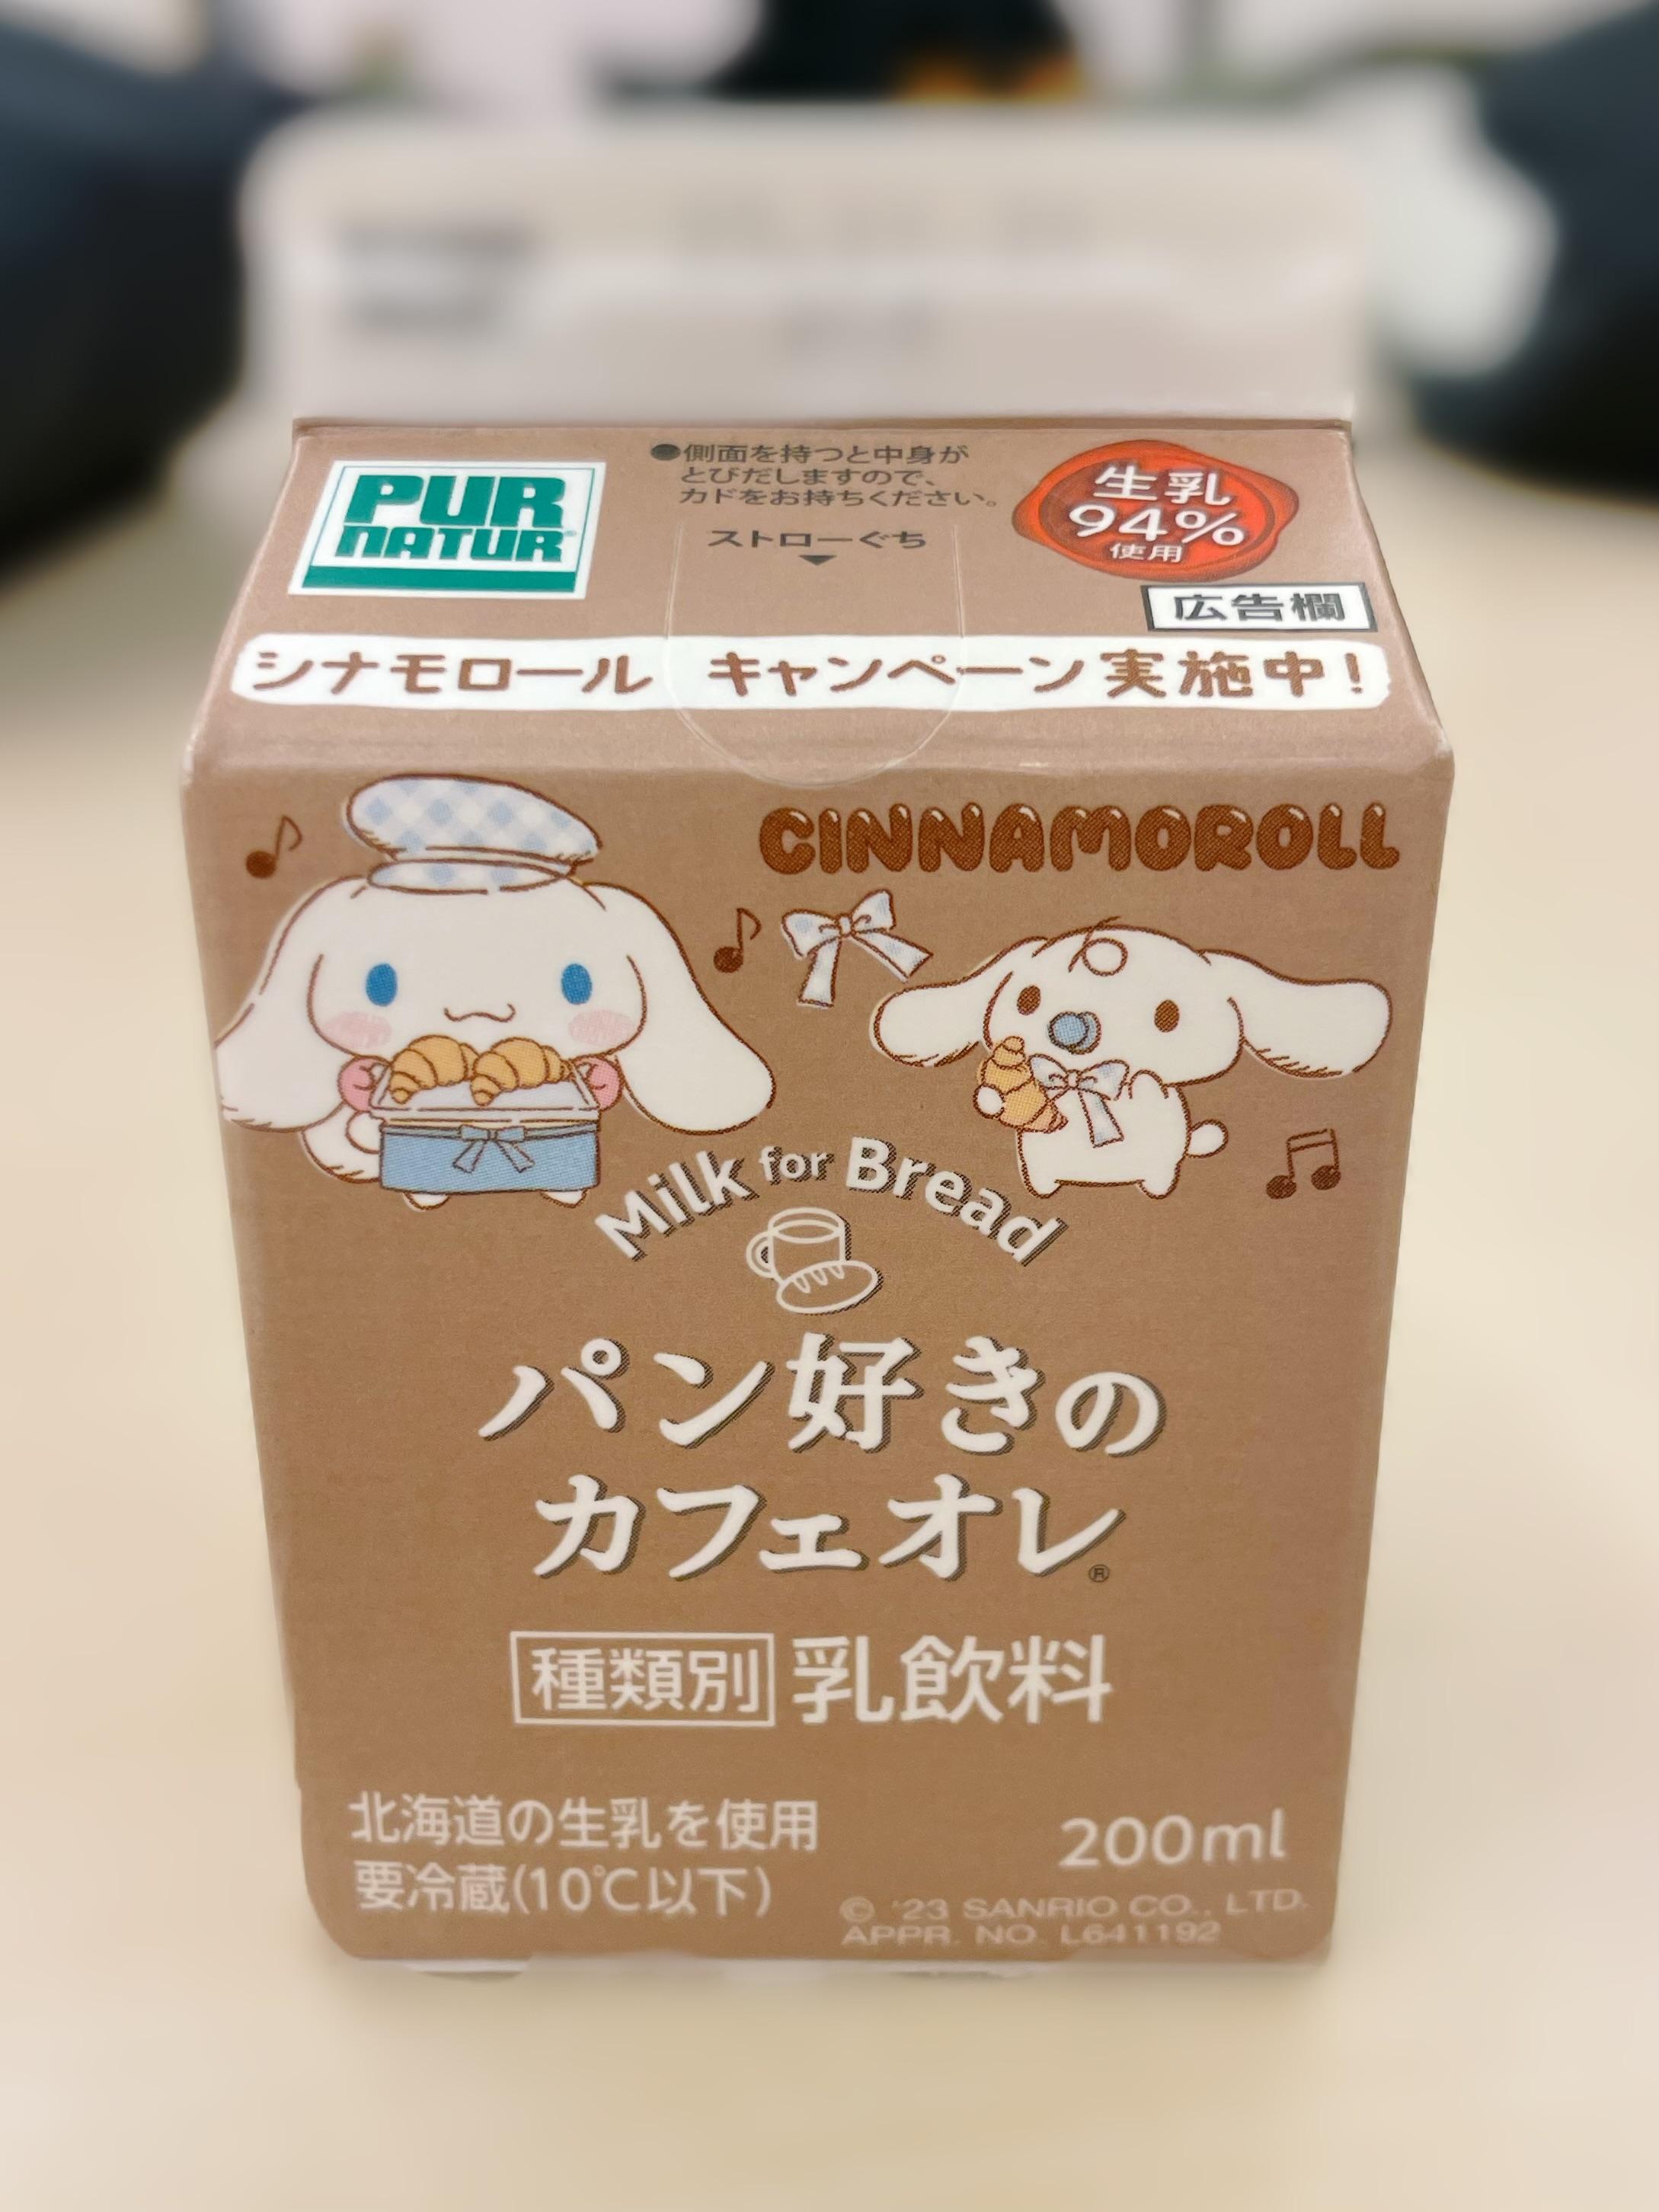 PUR
NATUR
●側面を持つと中身が
とびだしますので、
カドをお持ちください。
ストローぐち
生乳
94%
使用
広告欄
シナモロール キャンペーン実施中!
CINNAMOROLL
Milk for Bread
パン好きの
カフェオレ®
種類別 乳飲料
北海道の生乳を使用
要冷蔵(10℃以下)
200ml
© '23 SANRIO CO., LTD.
APPR. NO. L641192